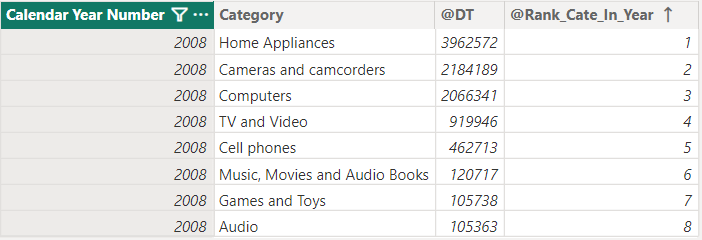 Calendar Year Number ··· Category @DT @Rank_Cate_In_Year ↑
2008 Home Appliances 3962572 1
2008 Cameras and camcorders 2184189 2
2008 Computers 2066341 3
2008 TV and Video 919946 4
2008 Cell phones 462713 5
2008 Music, Movies and Audio Books 120717 6
2008 Games and Toys 105738 7
2008 Audio 105363 8